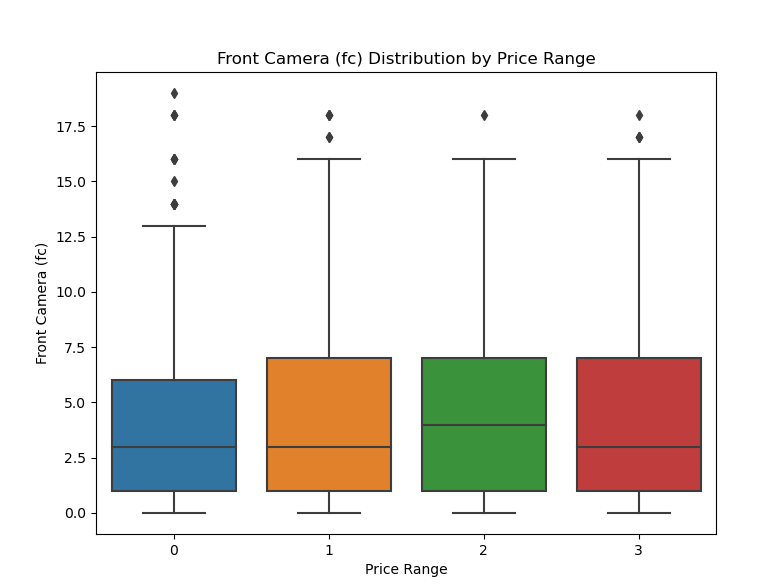 Front Camera (fc) Distribution by Price Range
17.5
15.0
12.5
10.0
7.5
5.0
2.5
0.0
Front Camera (fc)
0 1 2 3
Price Range